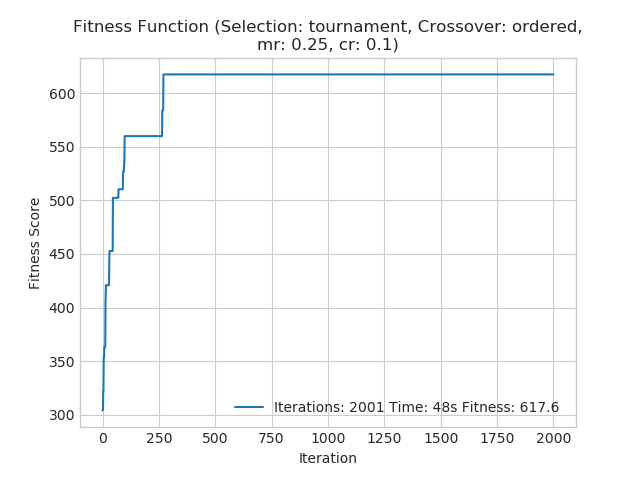 Fitness Function (Selection: tournament, Crossover: ordered,
mr: 0.25, cr: 0.1)
Fitness Score
600
550
500
450
400
350
300
Iterations: 2001 Time: 48s Fitness: 617.6
0 250 500 750 1000 1250 1500 1750 2000
Iteration